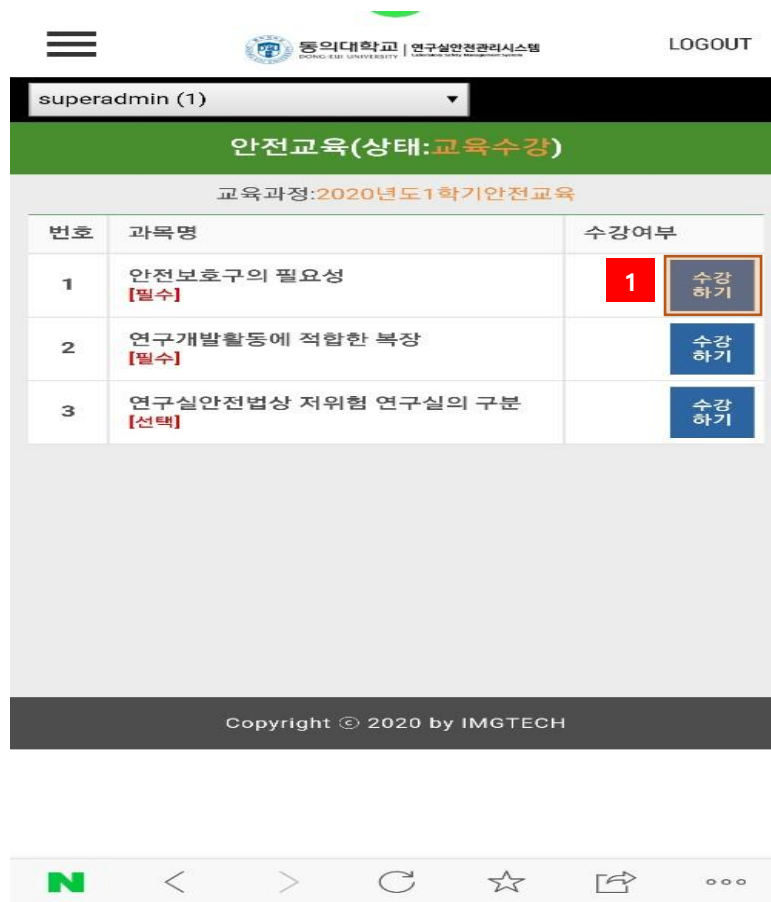 동의대학교 | 연구실안전관리시스템
DONG-EUI UNIVERSITY
LOGOUT
superadmin (1)
안전교육(상태:교육수강)
교육과정:2020년도1학기안전교육
번호 과목명 수강여부
1 안전보호구의 필요성 1 수강
[필수] 하기
2 연구개발활동에 적합한 복장 수강
[필수] 하기
3 연구실안전법상 저위험 연구실의 구분 수강
[선택] 하기
Copyright ⓒ 2020 by IMGTECH
N